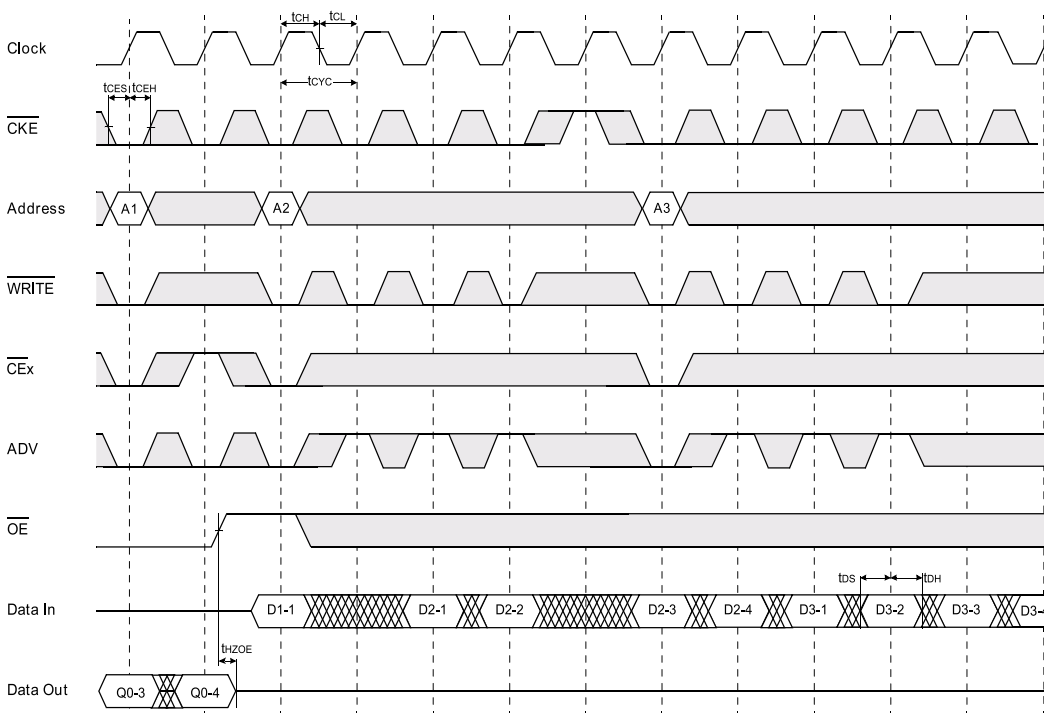 tCH tCL
Clock
tCYC
tCES tCEH
CKE
Address A1 A2 A3
WRITE
CEx
ADV
OE
tDS tDH
Data In D1-1 D2-1 D2-2 D2-3 D2-4 D3-1 D3-2 D3-3
tHZOE
Data Out Q0-3 Q0-4